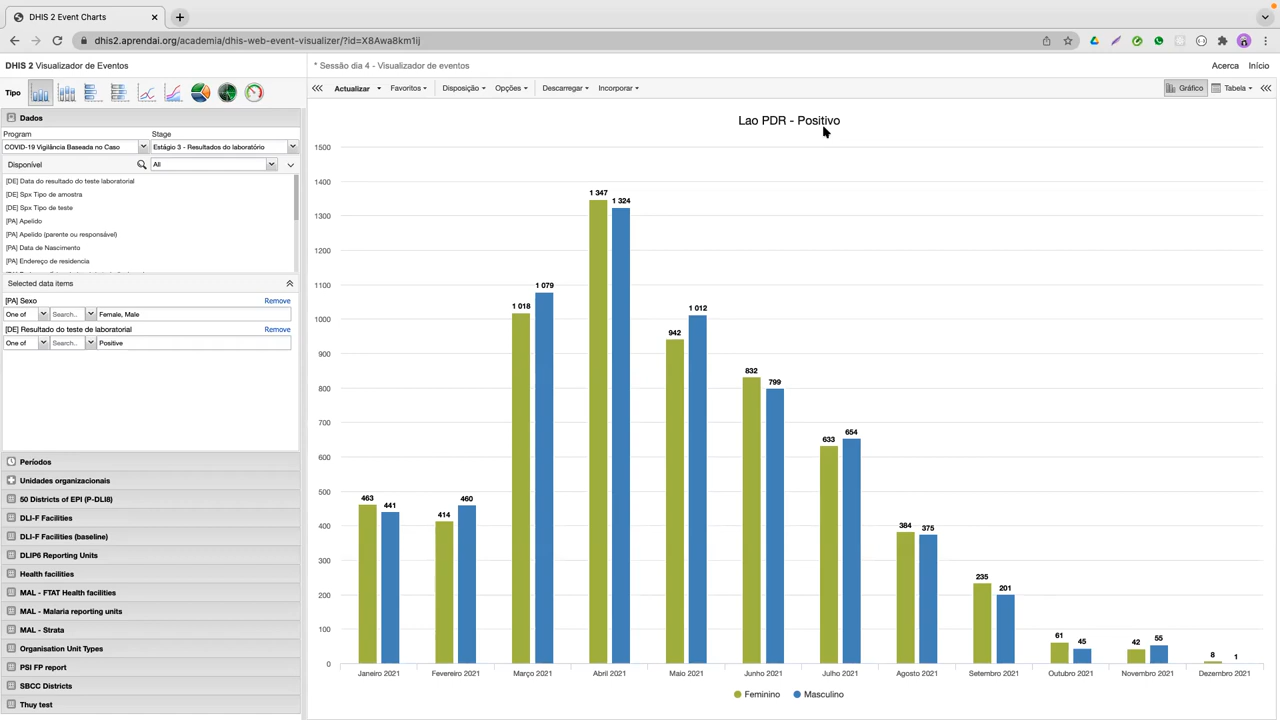 DHIS 2 Event Charts
dhis2.aprendai.org/academia/dhis-web-event-visualizer/?id=X8Awa8km1ij
DHIS 2 Visualizador de Eventos
* Sessão dia 4 - Visualizador de eventos
Acerca Início
Tipo
Actualizar Favoritos Disposição Opções Descarregar Incorporar Gráfico Tabela
Dados
Program Stage
COVID-19 Vigilância Baseada no Caso Estágio 3 - Resultados do laboratório
Disponível All
[DE] Data do resultado do teste laboratorial
[DE] Spx Tipo de amostra
[DE] Spx Tipo de teste
[PA] Apelido
[PA] Apelido (parente ou responsável)
[PA] Data de Nascimento
[PA] Endereço de residencia
Selected data items
[PA] Sexo Remove
One of Search.. Female, Male
[DE] Resultado do teste de laboratorial Remove
One of Search.. Positive
Períodos
Unidades organizacionais
50 Districts of EPI (P-DLI8)
DLI-F Facilities
DLI-F Facilities (baseline)
DLIP6 Reporting Units
Health facilities
MAL - FTAT Health facilities
MAL - Malaria reporting units
MAL - Strata
Organisation Unit Types
PSI FP report
SBCC Districts
Thuy test
Lao PDR - Positivo
1500
1400
1300
1200
1100
1000
900
800
700
600
500
400
300
200
100
0
463 441
414 460
1 018 1 079
1 347 1 324
942 1 012
832 799
633 654
384 375
235 201
61 45
42 55
8 1
Janeiro 2021 Fevereiro 2021 Março 2021 Abril 2021 Maio 2021 Junho 2021 Julho 2021 Agosto 2021 Setembro 2021 Outubro 2021 Novembro 2021 Dezembro 2021
Feminino Masculino